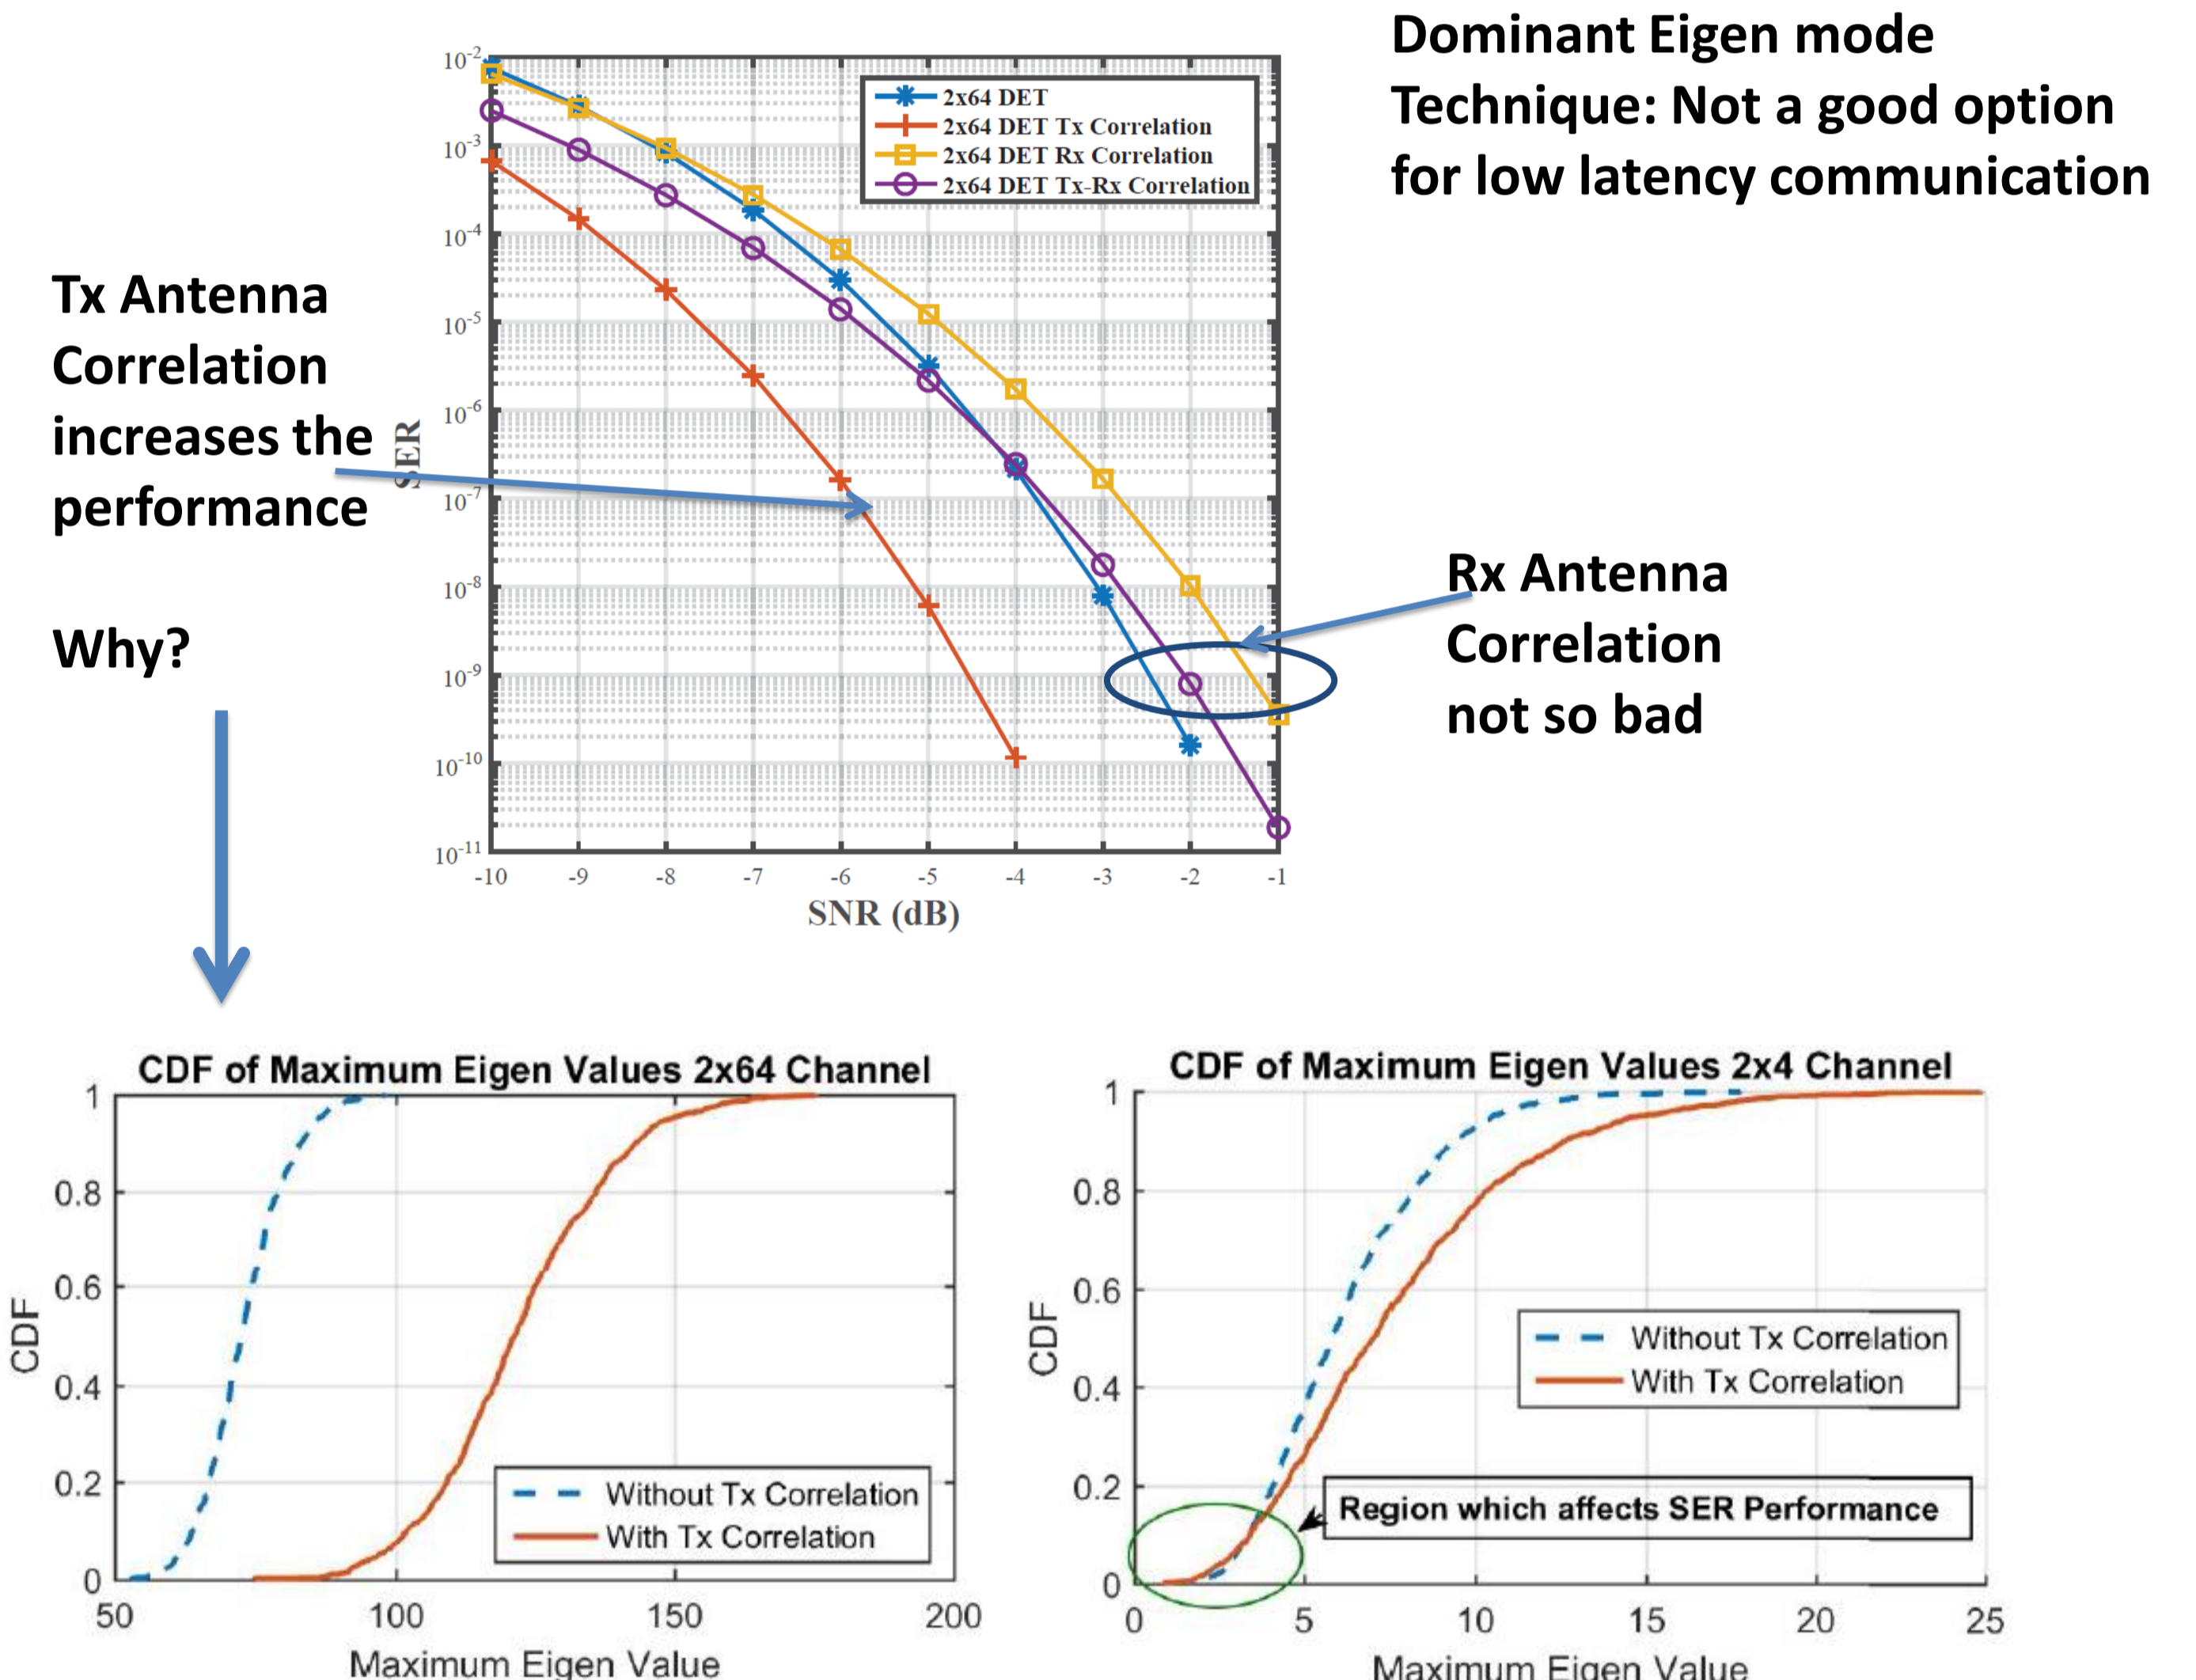 Dominant Eigen mode
Technique: Not a good option
for low latency communication
Tx Antenna
Correlation
increases the
performance
Why?
10^-2
10^-3
10^-4
10^-5
10^-6
10^-7
10^-8
10^-9
10^-10
10^-11
SER
2x64 DET
2x64 DET Tx Correlation
2x64 DET Rx Correlation
2x64 DET Tx-Rx Correlation
-10 -9 -8 -7 -6 -5 -4 -3 -2 -1
SNR (dB)
Rx Antenna
Correlation
not so bad
CDF of Maximum Eigen Values 2x64 Channel
1
0.8
0.6
0.4
0.2
0
CDF
Without Tx Correlation
With Tx Correlation
50 100 150 200
Maximum Eigen Value
CDF of Maximum Eigen Values 2x4 Channel
1
0.8
0.6
0.4
0.2
0
CDF
Without Tx Correlation
With Tx Correlation
Region which affects SER Performance
0 5 10 15 20 25
Maximum Eigen Value